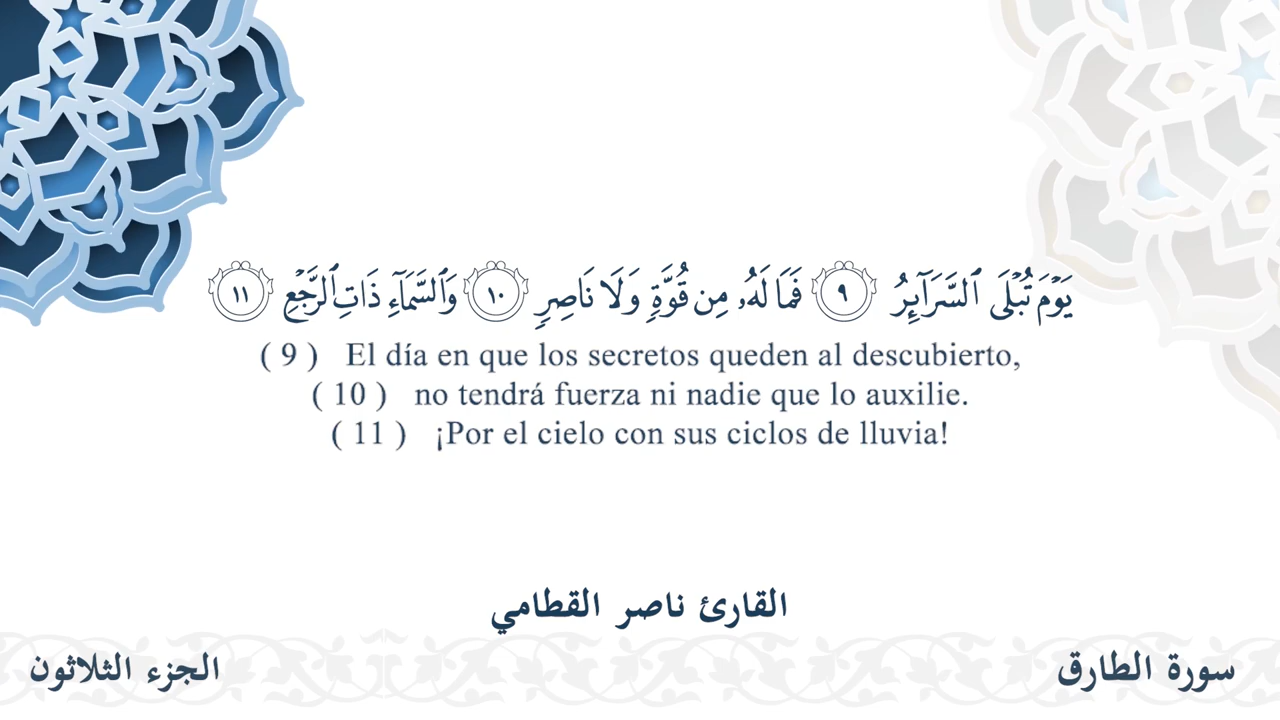 يَوْمَ تُبْلَى ٱلسَّرَآئِرُ ٩ فَمَا لَهُۥ مِن قُوَّةٍ وَلَا نَاصِرٍ ١٠ وَٱلسَّمَآءِ ذَاتِ ٱلرَّجْعِ ١١
( 9 ) El día en que los secretos queden al descubierto,
( 10 ) no tendrá fuerza ni nadie que lo auxilie.
( 11 ) ¡Por el cielo con sus ciclos de lluvia!
القارئ ناصر القطامي
سورة الطارق
الجزء الثلاثون